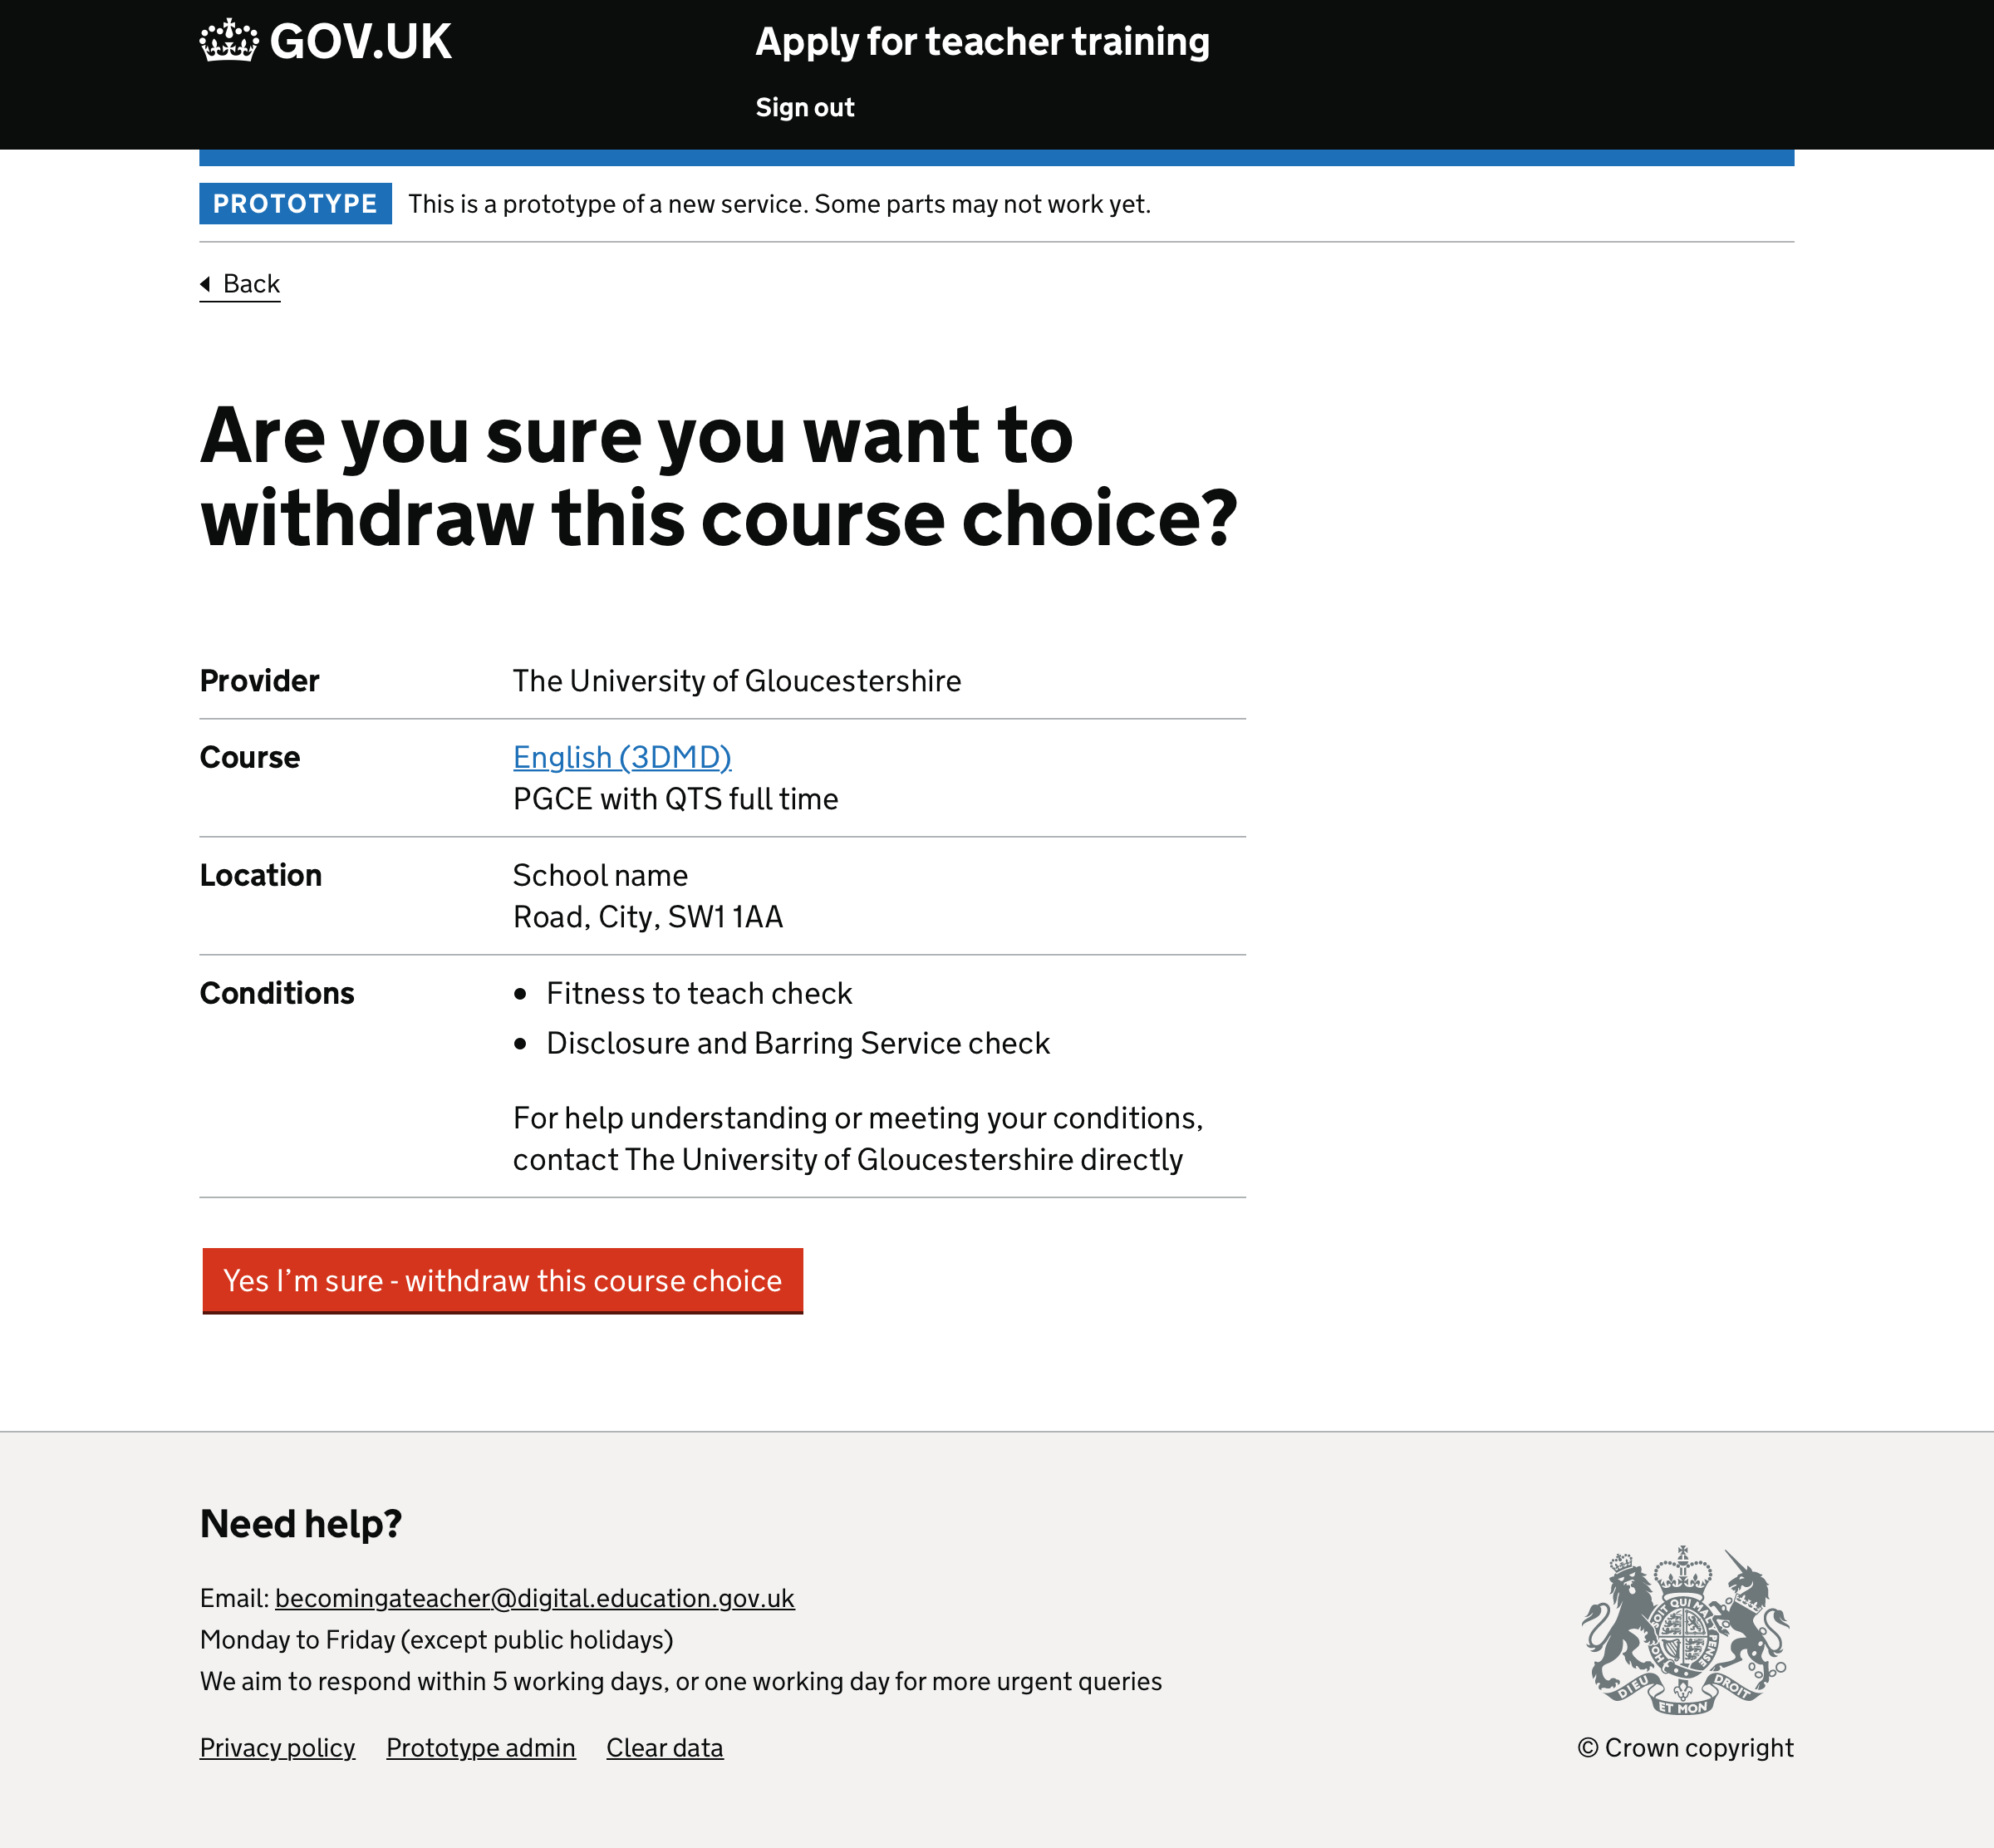 GOV.UK
Apply for teacher training
Sign out
PROTOTYPE This is a prototype of a new service. Some parts may not work yet.
Back
Are you sure you want to
withdraw this course choice?
Provider The University of Gloucestershire
Course English (3DMD)
PGCE with QTS full time
Location School name
Road, City, SW1 1AA
Conditions • Fitness to teach check
• Disclosure and Barring Service check
For help understanding or meeting your conditions,
contact The University of Gloucestershire directly
Yes I’m sure - withdraw this course choice
Need help?
Email: becomingateacher@digital.education.gov.uk
Monday to Friday (except public holidays)
We aim to respond within 5 working days, or one working day for more urgent queries
Privacy policy Prototype admin Clear data
SOIT QUI MAL
PENSE
HON
DIEU ET MON DROIT
© Crown copyright